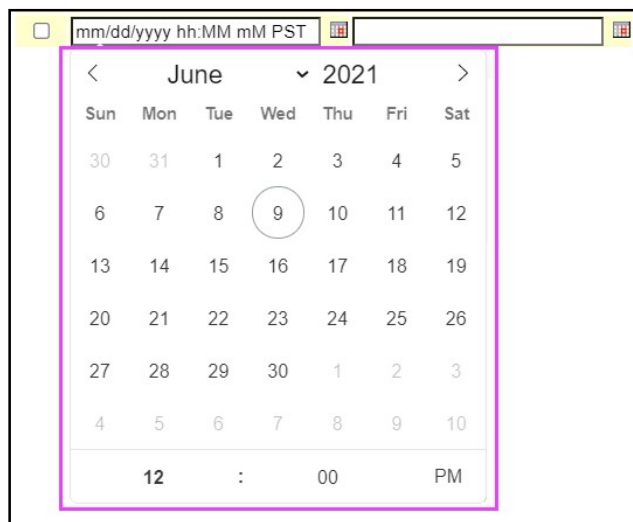 mm/dd/yyyy hh:MM mM PST
June 2021
Sun Mon Tue Wed Thu Fri Sat
30 31 1 2 3 4 5
6 7 8 9 10 11 12
13 14 15 16 17 18 19
20 21 22 23 24 25 26
27 28 29 30 1 2 3
4 5 6 7 8 9 10
12 : 00 PM